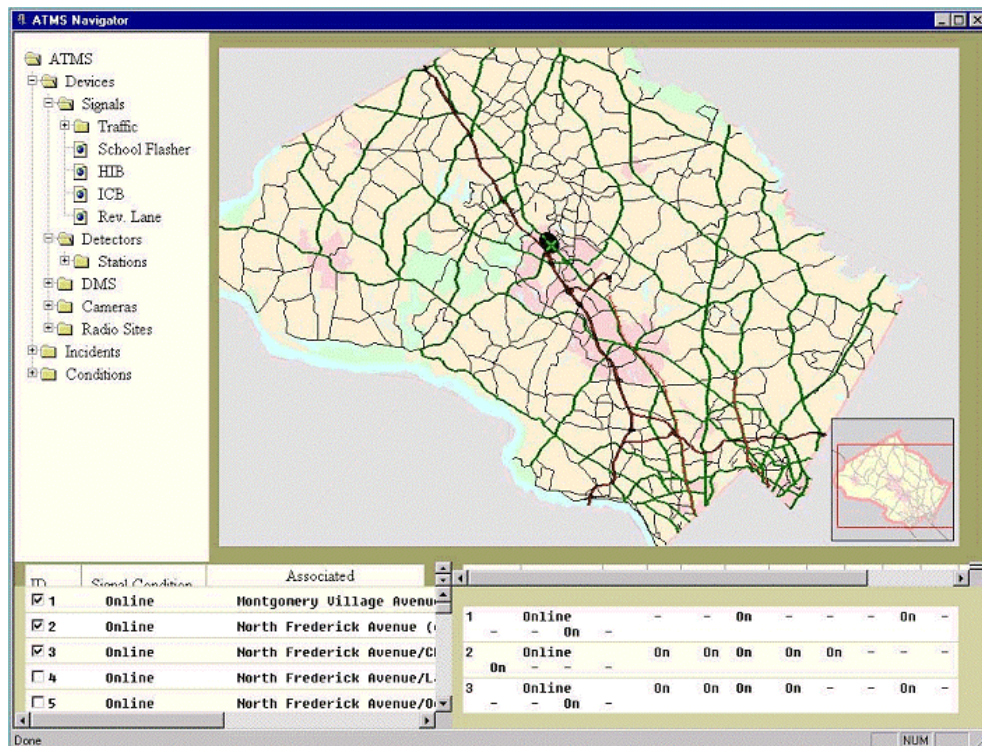 ATMS Navigator
ATMS
Devices
Signals
Traffic
School Flasher
HIB
ICB
Rev. Lane
Detectors
Stations
DMS
Cameras
Radio Sites
Incidents
Conditions
ID Signal Condition Associated
1 Online Montgomery Village Avenu
2 Online North Frederick Avenue (
3 Online North Frederick Avenue/C
4 Online North Frederick Avenue/L
5 Online North Frederick Avenue/O
1 Online - - On - - - On -
- - On -
2 Online On On On On On - - -
On - - -
3 Online On On On On - - On -
- - On -
Done NUM